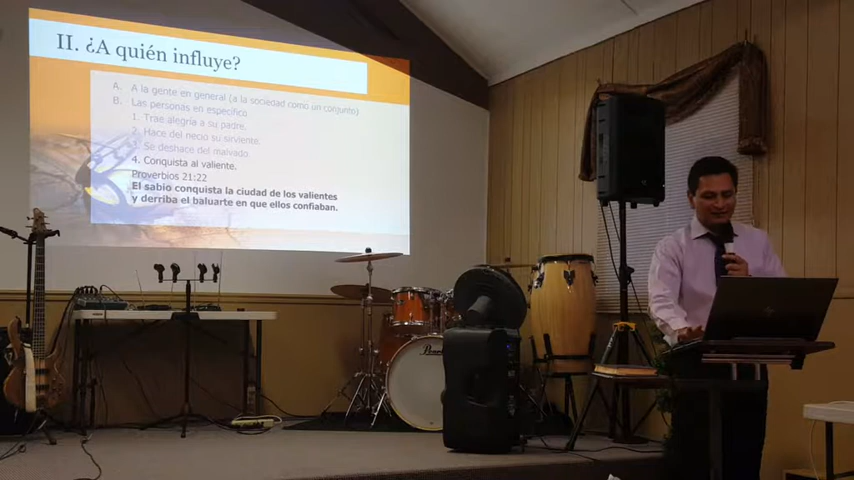 II. ¿A quién influye?
A. A la gente en general (a la sociedad como un conjunto)
B. Las personas en específico.
1. Trae alegría a su padre.
2. Hace del necio su sirviente.
3. Se deshace del malvado
4. Conquista al valiente.
Proverbios 21:22
El sabio conquista la ciudad de los valientes
y derriba el baluarte en que ellos confiaban.
Pearl